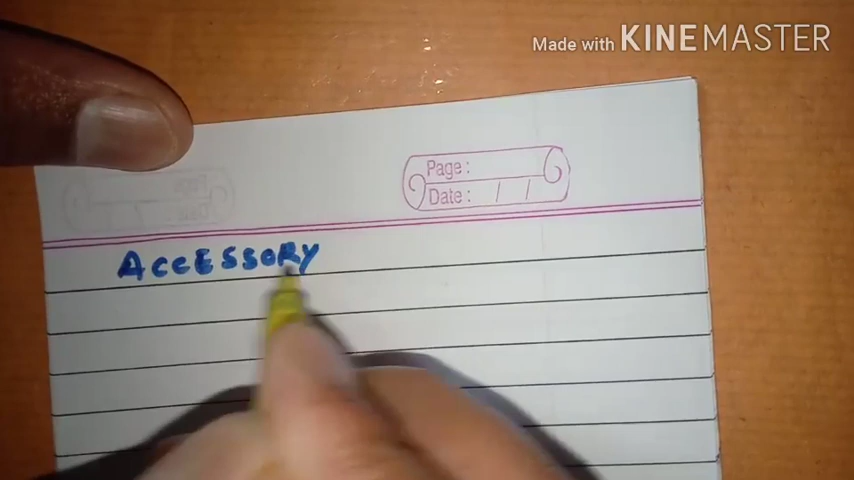 Made with KINEMASTER
Page :
Date : / /
ACCESSORY